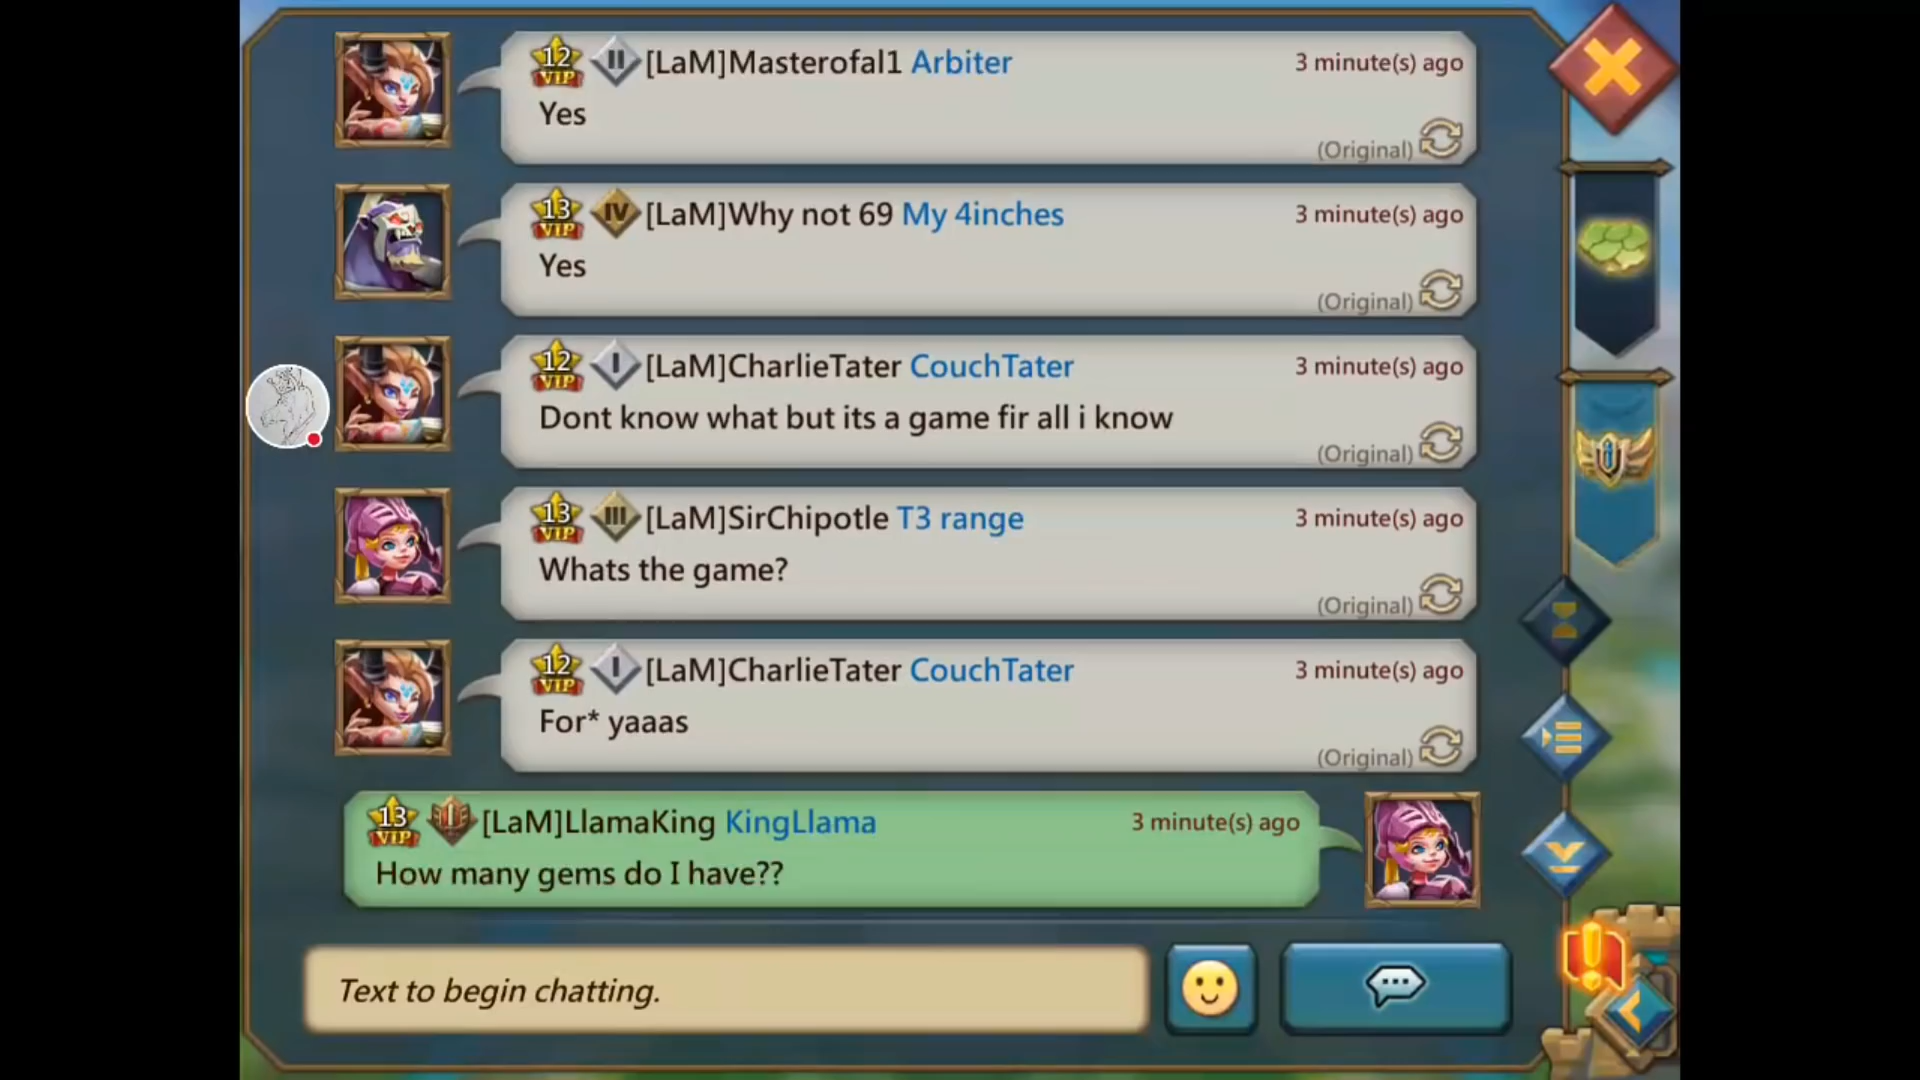 12 VIP II [LaM]Masterofal1 Arbiter 3 minute(s) ago
Yes
(Original)
13 VIP IV [LaM]Why not 69 My 4inches 3 minute(s) ago
Yes
(Original)
12 VIP I [LaM]CharlieTater CouchTater 3 minute(s) ago
Dont know what but its a game fir all i know
(Original)
13 VIP III [LaM]SirChipotle T3 range 3 minute(s) ago
Whats the game?
(Original)
12 VIP I [LaM]CharlieTater CouchTater 3 minute(s) ago
For* yaaas
(Original)
13 VIP I [LaM]LlamaKing KingLlama 3 minute(s) ago
How many gems do I have??
Text to begin chatting.